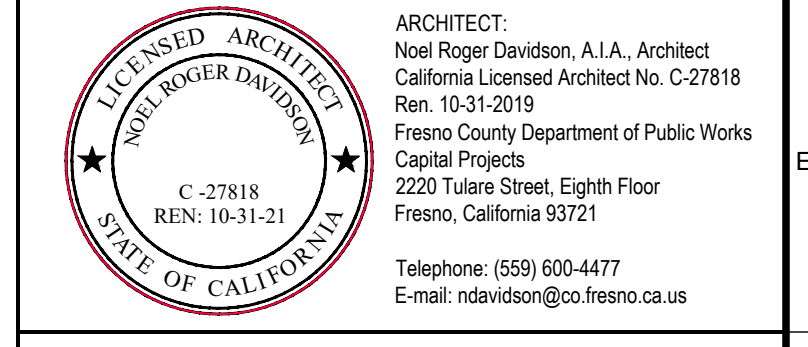 LICENSED ARCHITECT
NOEL ROGER DAVIDSON
C -27818
REN: 10-31-21
STATE OF CALIFORNIA
ARCHITECT:
Noel Roger Davidson, A.I.A., Architect
California Licensed Architect No. C-27818
Ren. 10-31-2019
Fresno County Department of Public Works
Capital Projects
2220 Tulare Street, Eighth Floor
Fresno, California 93721
Telephone: (559) 600-4477
E-mail: ndavidson@co.fresno.ca.us
E